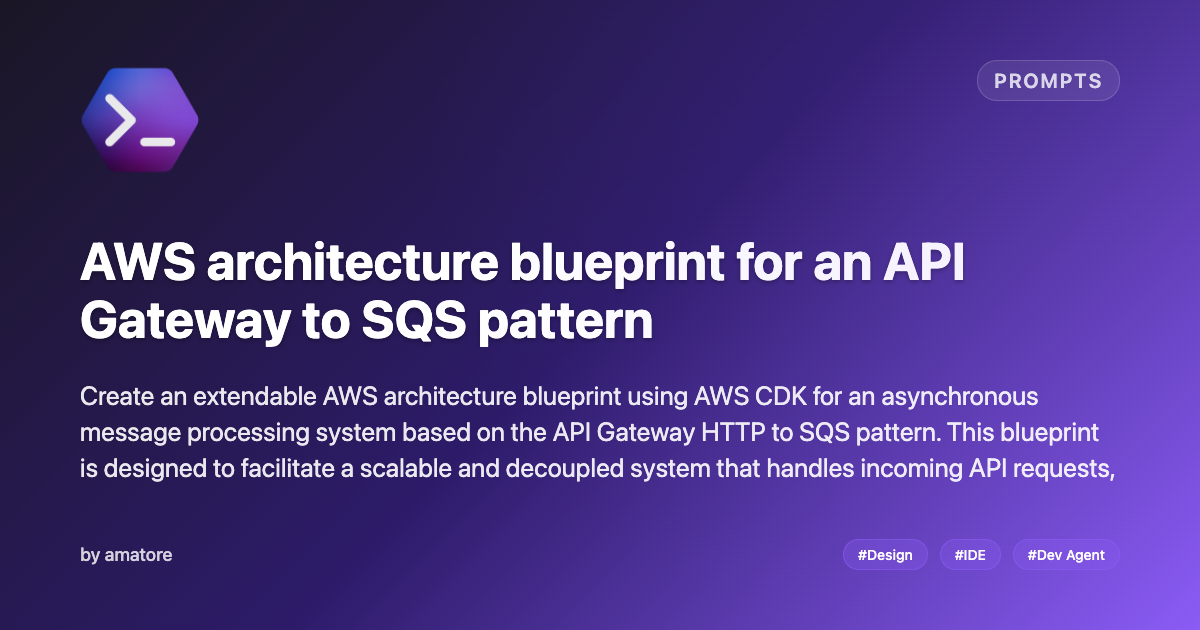 PROMPTS
AWS architecture blueprint for an API
Gateway to SQS pattern
Create an extendable AWS architecture blueprint using AWS CDK for an asynchronous
message processing system based on the API Gateway HTTP to SQS pattern. This blueprint
is designed to facilitate a scalable and decoupled system that handles incoming API requests,
by amatore
#Design
#IDE
#Dev Agent